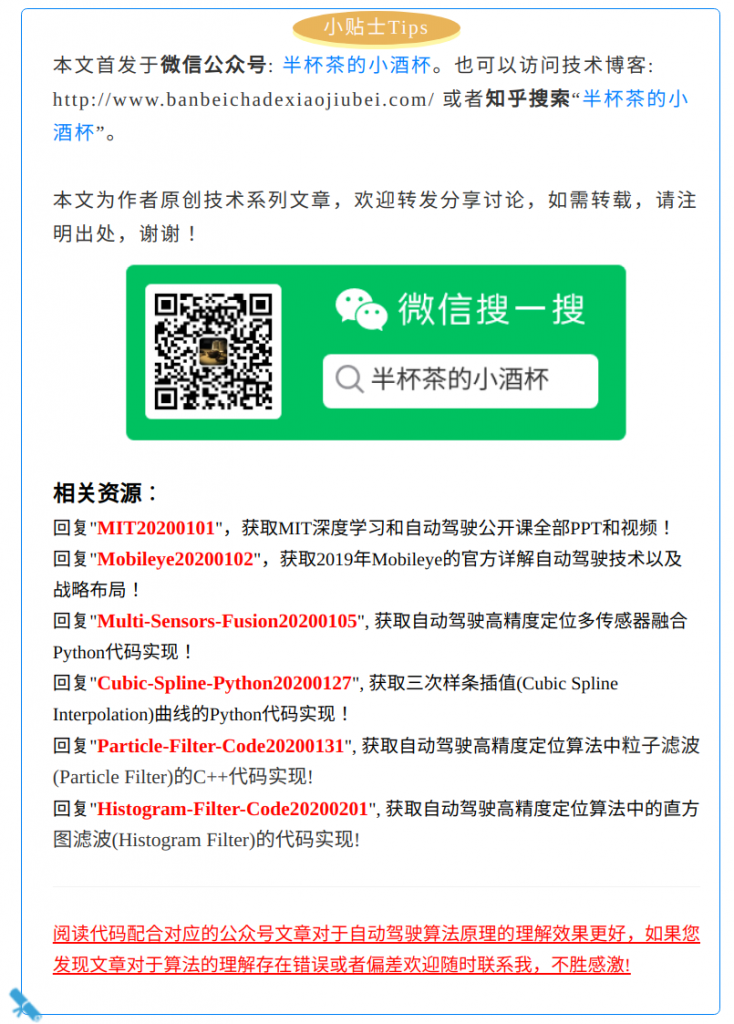 小贴士Tips
本文首发于微信公众号: 半杯茶的小酒杯。也可以访问技术博客:
http://www.banbeichadexiaojiubei.com/ 或者知乎搜索“半杯茶的小
酒杯”。
本文为作者原创技术系列文章，欢迎转发分享讨论，如需转载，请注
明出处，谢谢！
微信搜一搜
半杯茶的小酒杯
相关资源：
回复"MIT20200101"，获取MIT深度学习和自动驾驶公开课全部PPT和视频！
回复"Mobileye20200102"，获取2019年Mobileye的官方详解自动驾驶技术以及
战略布局！
回复"Multi-Sensors-Fusion20200105", 获取自动驾驶高精度定位多传感器融合
Python代码实现！
回复"Cubic-Spline-Python20200127", 获取三次样条插值(Cubic Spline
Interpolation)曲线的Python代码实现！
回复"Particle-Filter-Code20200131", 获取自动驾驶高精度定位算法中粒子滤波
(Particle Filter)的C++代码实现!
回复"Histogram-Filter-Code20200201", 获取自动驾驶高精度定位算法中的直方
图滤波(Histogram Filter)的代码实现!
阅读代码配合对应的公众号文章对于自动驾驶算法原理的理解效果更好，如果您
发现文章对于算法的理解存在错误或者偏差欢迎随时联系我，不胜感激!